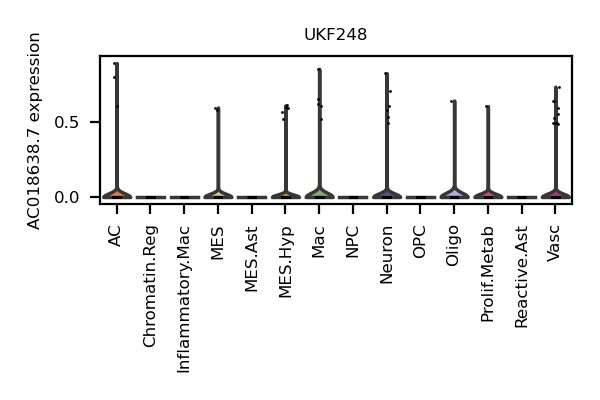 UKF248
AC018638.7 expression
0.5
0.0
AC
Chromatin.Reg
Inflammatory.Mac
MES
MES.Ast
MES.Hyp
Mac
NPC
Neuron
OPC
Oligo
Prolif.Metab
Reactive.Ast
Vasc